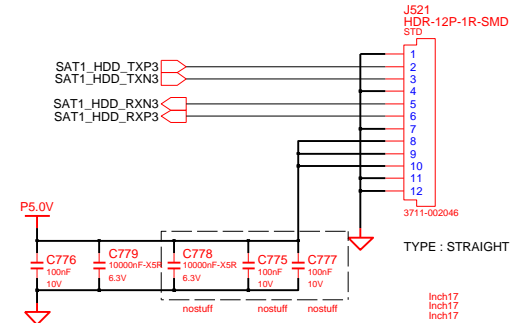 J521
HDR-12P-1R-SMD
STD
1
SAT1_HDD_TXP3 2
SAT1_HDD_TXN3 3
4
SAT1_HDD_RXN3 5
SAT1_HDD_RXP3 6
7
8
9
10
11
12
3711-002046
P5.0V
TYPE : STRAIGHT
C776 C779 C778 C775 C777
100nF 10000nF-X5R 10000nF-X5R 100nF 100nF
10V 6.3V 6.3V 10V 10V
nostuff nostuff nostuff
Inch17
Inch17
Inch17